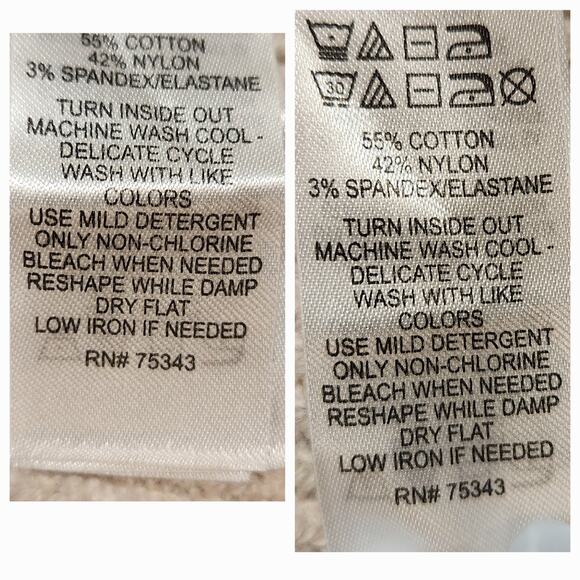 55% COTTON
42% NYLON
3% SPANDEX/ELASTANE
TURN INSIDE OUT
MACHINE WASH COOL -
DELICATE CYCLE
WASH WITH LIKE
COLORS
USE MILD DETERGENT
ONLY NON-CHLORINE
BLEACH WHEN NEEDED
RESHAPE WHILE DAMP
DRY FLAT
LOW IRON IF NEEDED
RN# 75343
30
55% COTTON
42% NYLON
3% SPANDEX/ELASTANE
TURN INSIDE OUT
MACHINE WASH COOL -
DELICATE CYCLE
WASH WITH LIKE
COLORS
USE MILD DETERGENT
ONLY NON-CHLORINE
BLEACH WHEN NEEDED
RESHAPE WHILE DAMP
DRY FLAT
LOW IRON IF NEEDED
RN# 75343